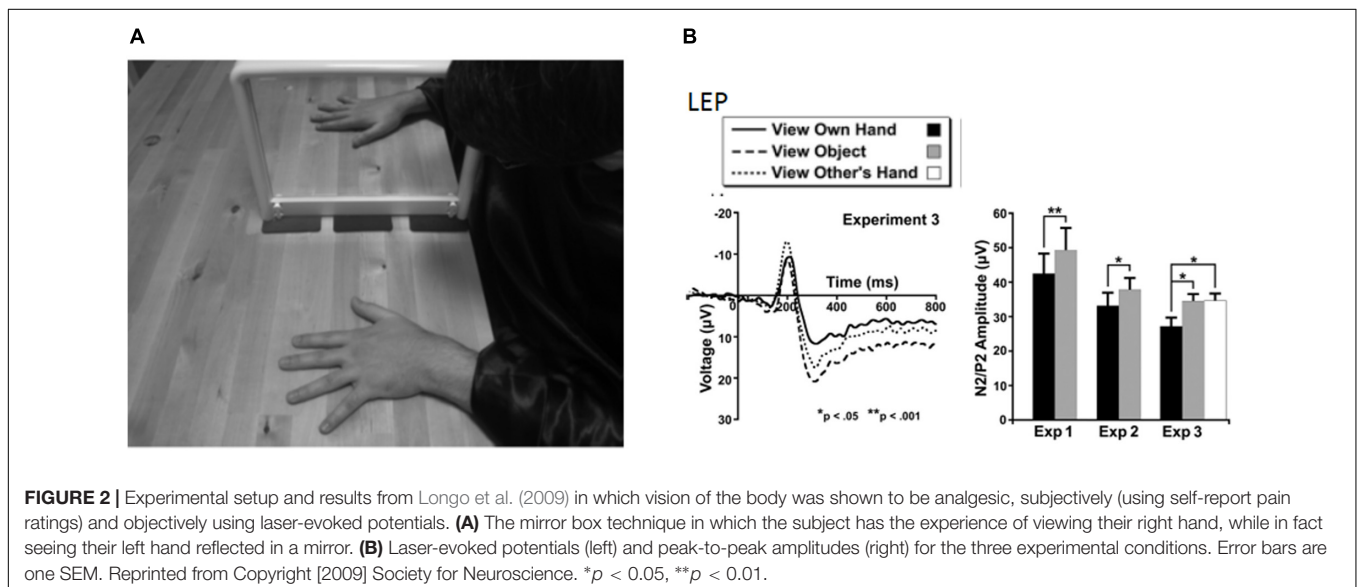 A
B
LEP
View Own Hand
View Object
View Other's Hand
-20
Experiment 3
-10
Time (ms)
0
200
400
600
800
10
20
30
Voltage (µV)
*p < .05 **p < .001
60
50
40
30
20
10
0
N2/P2 Amplitude (µV)
**
*
*
*
Exp 1
Exp 2
Exp 3
FIGURE 2 | Experimental setup and results from Longo et al. (2009) in which vision of the body was shown to be analgesic, subjectively (using self-report pain
ratings) and objectively using laser-evoked potentials. (A) The mirror box technique in which the subject has the experience of viewing their right hand, while in fact
seeing their left hand reflected in a mirror. (B) Laser-evoked potentials (left) and peak-to-peak amplitudes (right) for the three experimental conditions. Error bars are
one SEM. Reprinted from Copyright [2009] Society for Neuroscience. *p < 0.05, **p < 0.01.